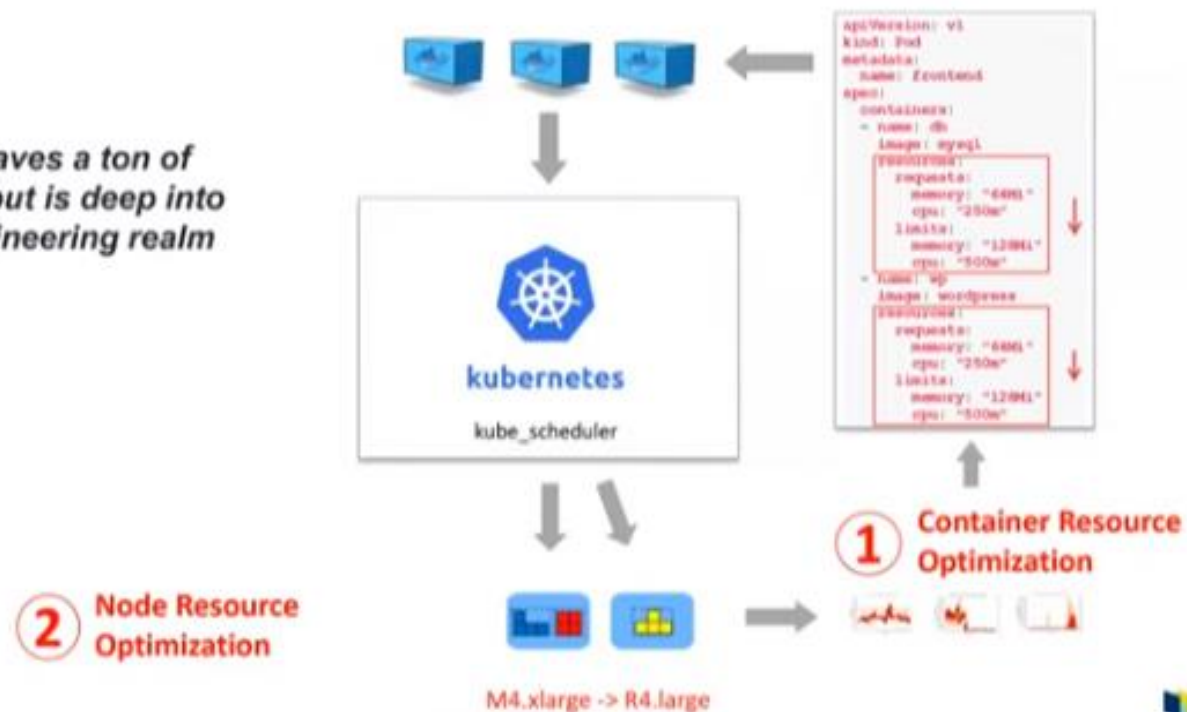 aves a ton of
out is deep into
ineering realm
apiVersion: v1
kind: Pod
metadata:
name: frontend
spec:
containers:
- name: db
image: mysql
resources:
requests:
memory: "64Mi"
cpu: "250m"
limits:
memory: "128Mi"
cpu: "500m"
- name: wp
image: wordpress
resources:
requests:
memory: "64Mi"
cpu: "250m"
limits:
memory: "128Mi"
cpu: "500m"
kubernetes
kube_scheduler
1 Container Resource
Optimization
2 Node Resource
Optimization
M4.xlarge -> R4.large